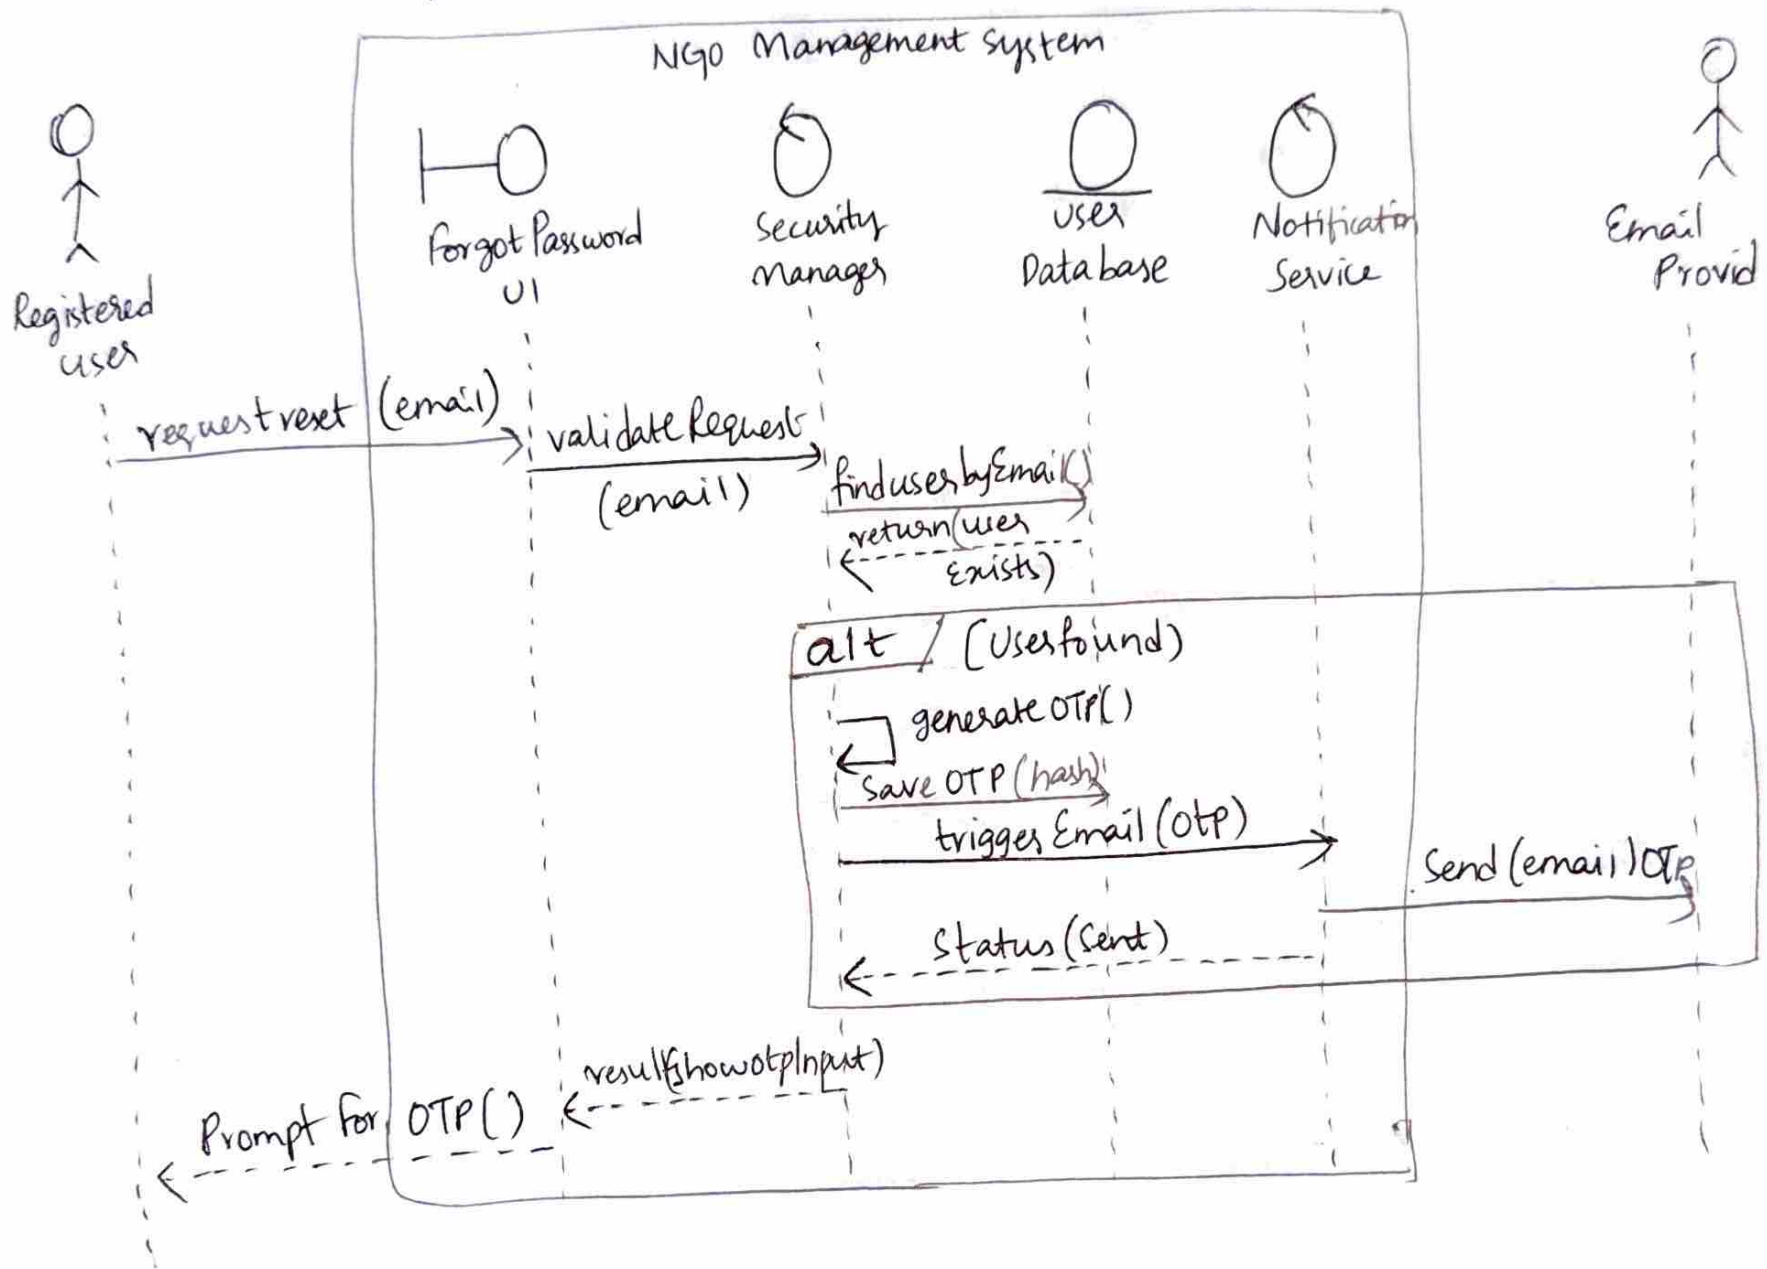 NGO Management system
Registered
user
Forgot Password
UI
Security
Manager
User
Database
Notification
Service
Email
Provid
request reset (email)
validate Request
(email)
finduserbyEmail()
return(user
Exists)
alt (Userfound)
generate OTP()
Save OTP (hash)
trigger Email (Otp)
Send (email) OTP
Status (Sent)
result(showotpInput)
Prompt for OTP()